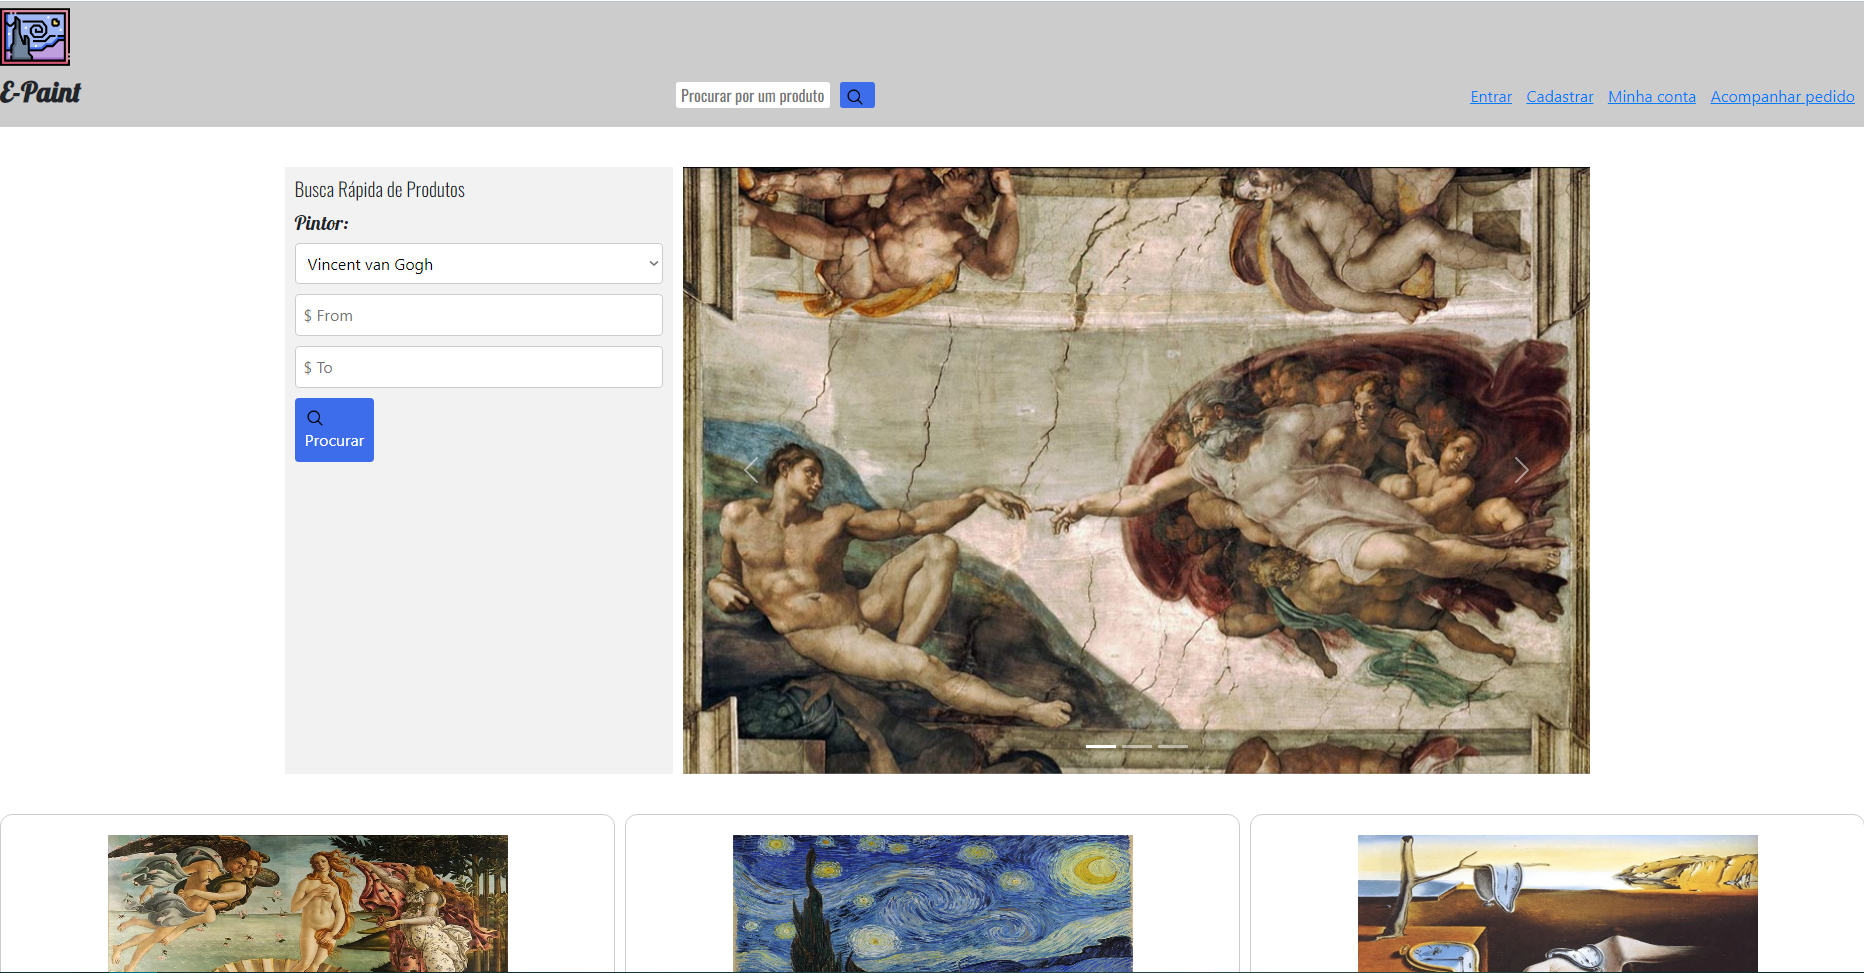 E-Paint
Procurar por um produto
Entrar Cadastrar Minha conta Acompanhar pedido
Busca Rápida de Produtos
Pintor:
Vincent van Gogh
$ From
$ To
Procurar